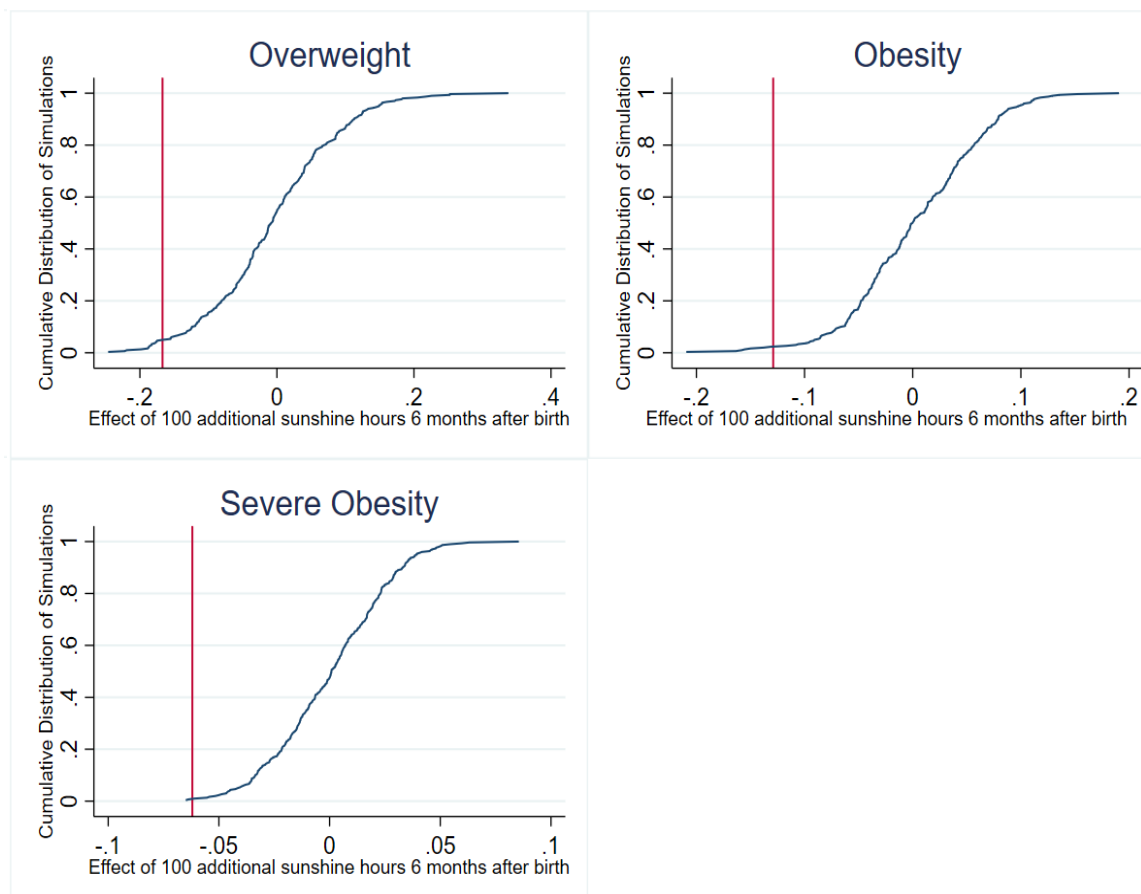 Overweight
Cumulative Distribution of Simulations
0 .2 .4 .6 .8 1
-.2 0 .2 .4
Effect of 100 additional sunshine hours 6 months after birth
Obesity
Cumulative Distribution of Simulations
0 .2 .4 .6 .8 1
-.2 -.1 0 .1 .2
Effect of 100 additional sunshine hours 6 months after birth
Severe Obesity
Cumulative Distribution of Simulations
0 .2 .4 .6 .8 1
-.1 -.05 0 .05 .1
Effect of 100 additional sunshine hours 6 months after birth